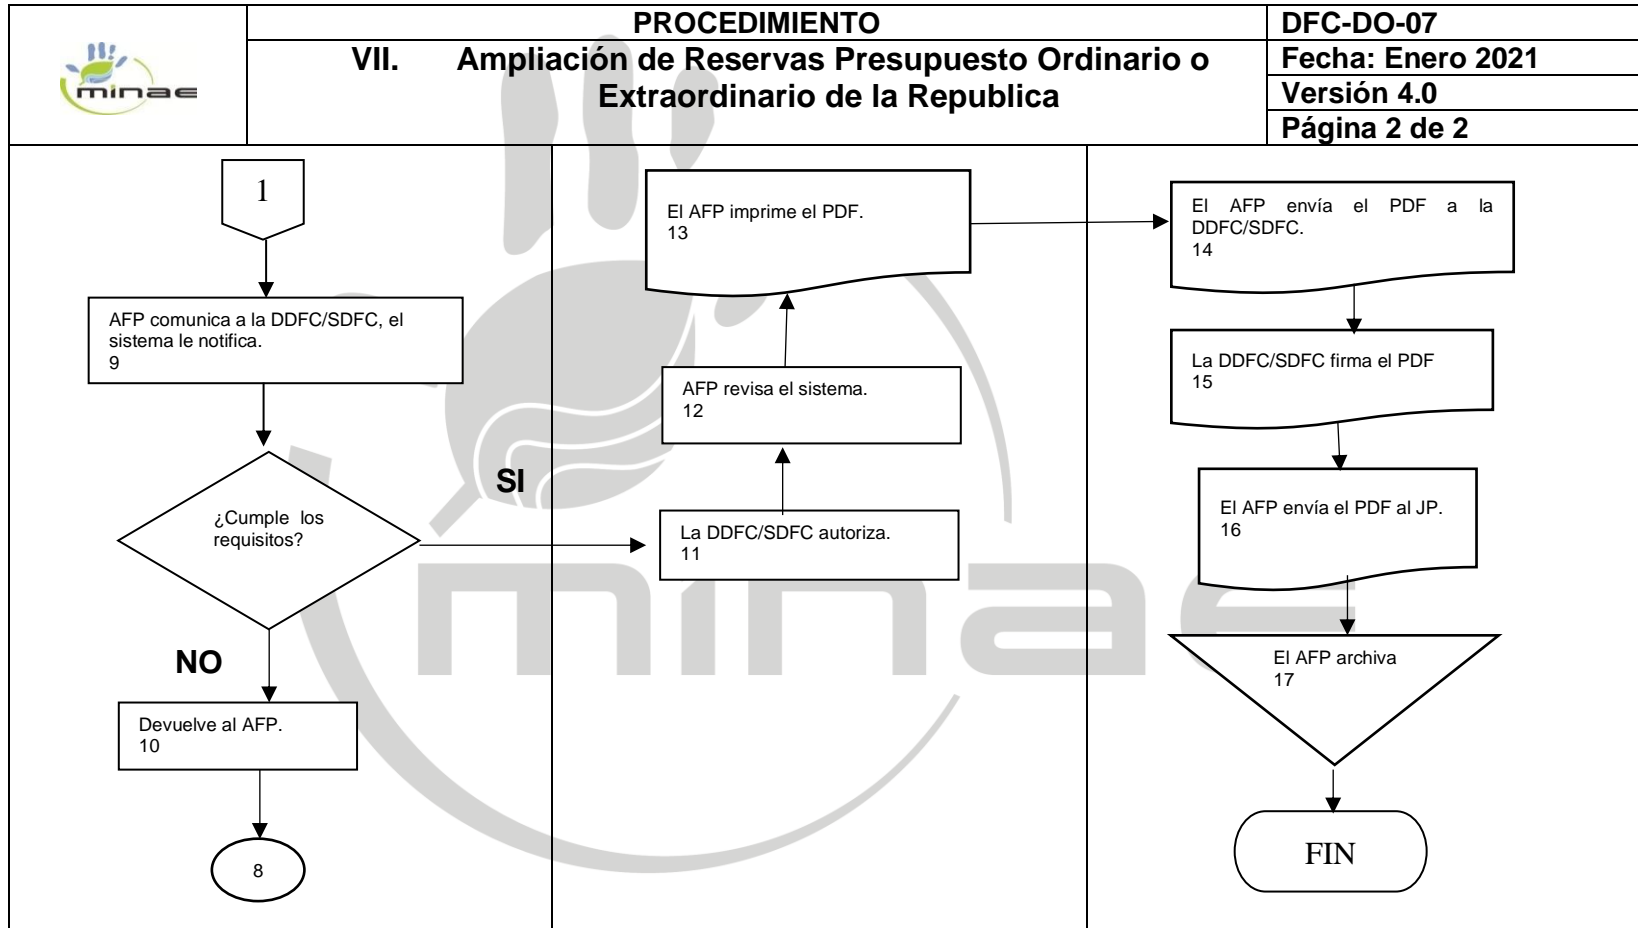 minae
PROCEDIMIENTO
VII. Ampliación de Reservas Presupuesto Ordinario o
Extraordinario de la Republica
DFC-DO-07
Fecha: Enero 2021
Versión 4.0
Página 2 de 2
1
AFP comunica a la DDFC/SDFC, el
sistema le notifica.
9
¿Cumple los
requisitos?
SI
NO
Devuelve al AFP.
10
8
El AFP imprime el PDF.
13
AFP revisa el sistema.
12
La DDFC/SDFC autoriza.
11
El AFP envía el PDF a la
DDFC/SDFC.
14
La DDFC/SDFC firma el PDF
15
El AFP envía el PDF al JP.
16
El AFP archiva
17
FIN
minae